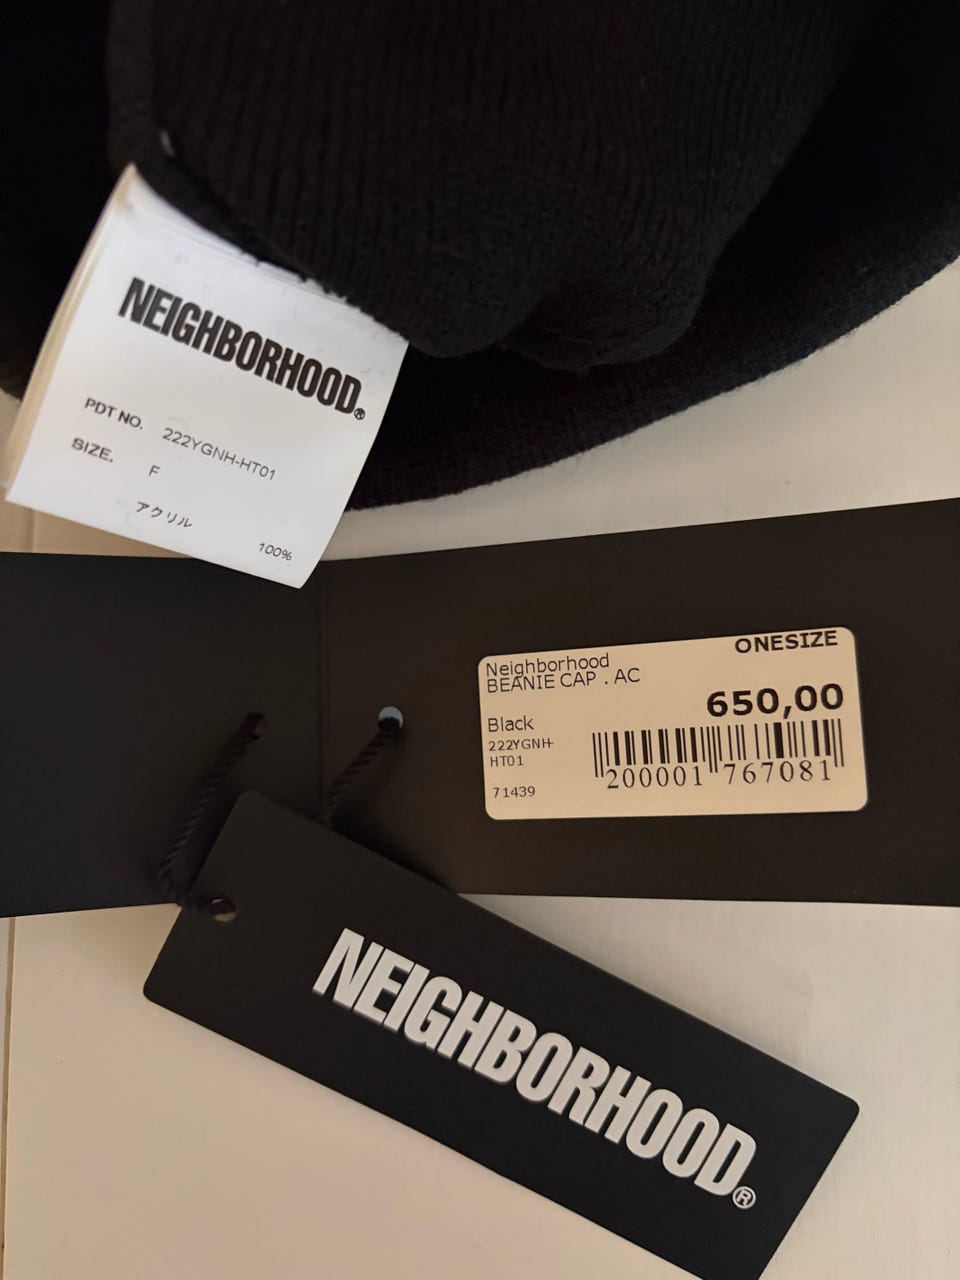 NEIGHBORHOOD®
PDT NO. 222YGNH-HT01
SIZE. F
アクリル 100%
ONESIZE
Neighborhood
BEANIE CAP . AC
650,00
Black
222YGNH-
HT01
200001 767081
71439
NEIGHBORHOOD®